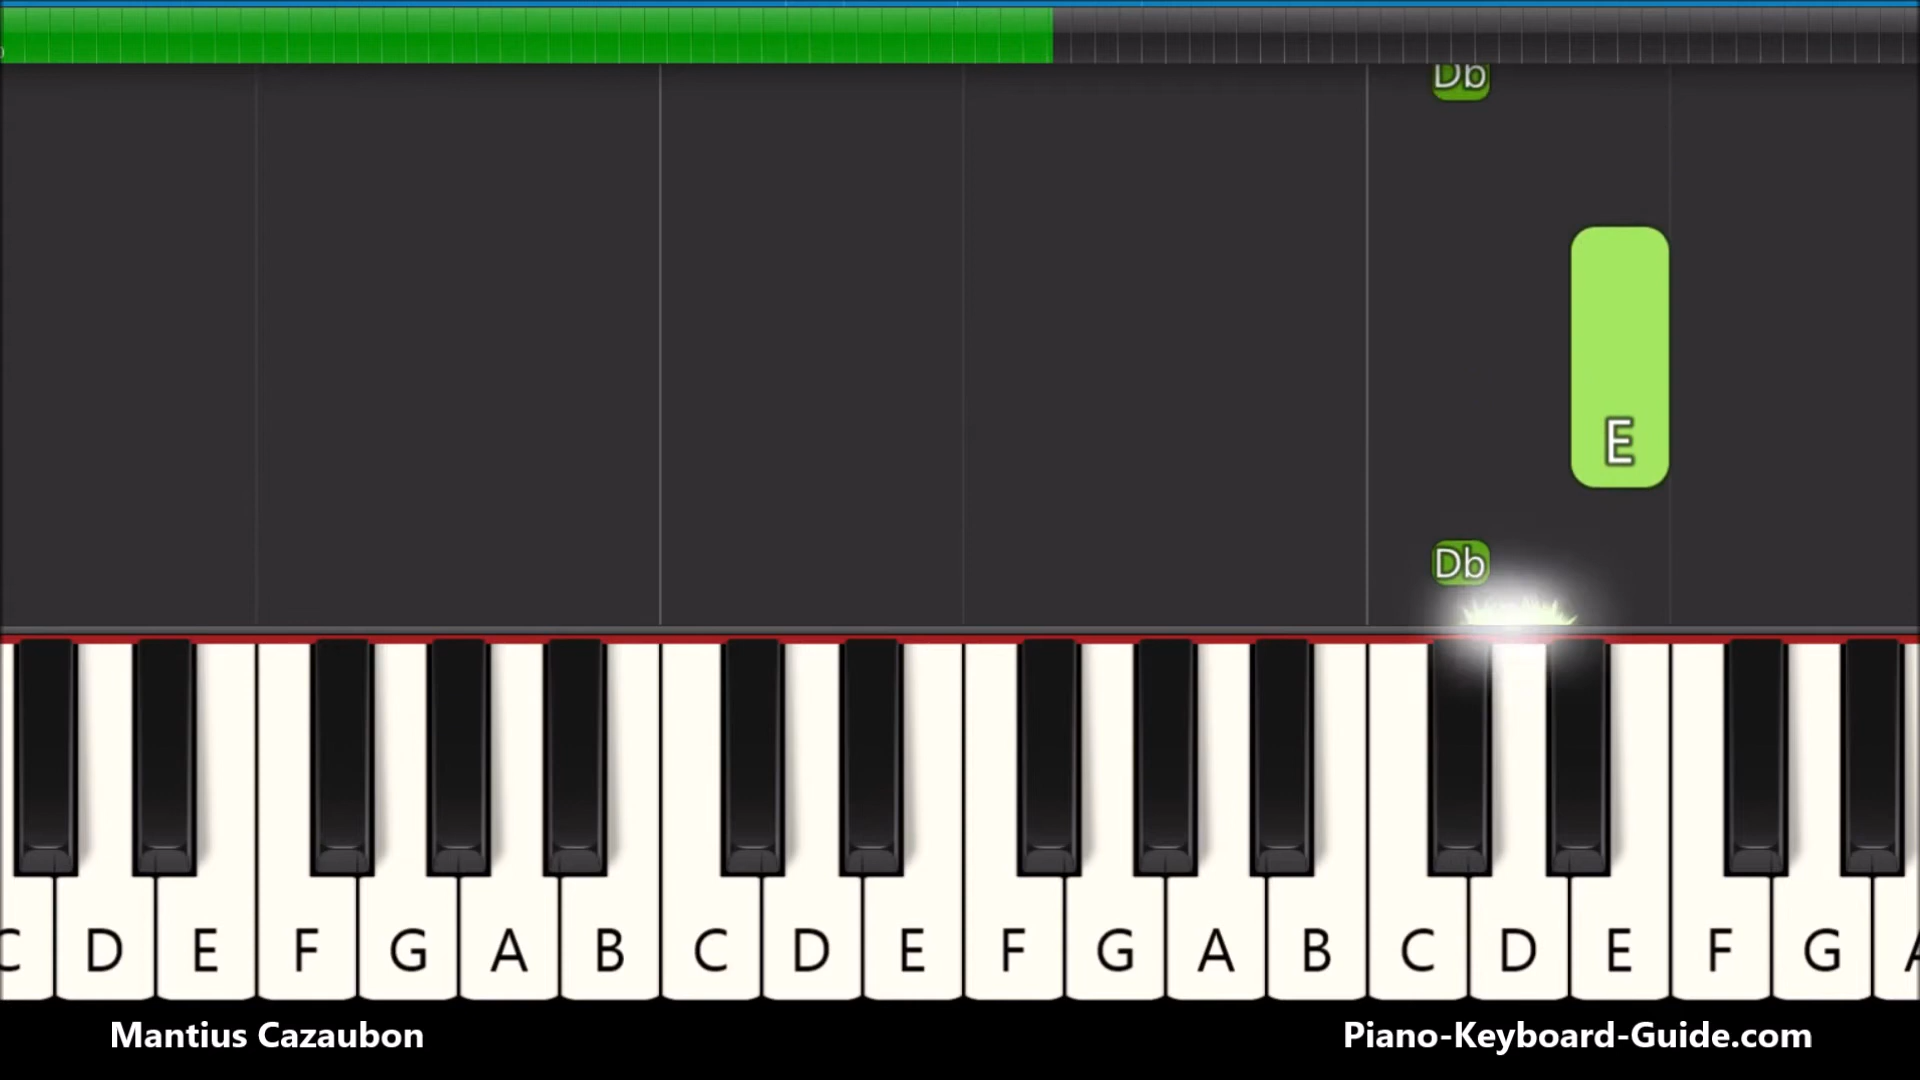 Db
E
Db
C D E F G A B C D E F G A B C D E F G A
Mantius Cazaubon
Piano-Keyboard-Guide.com